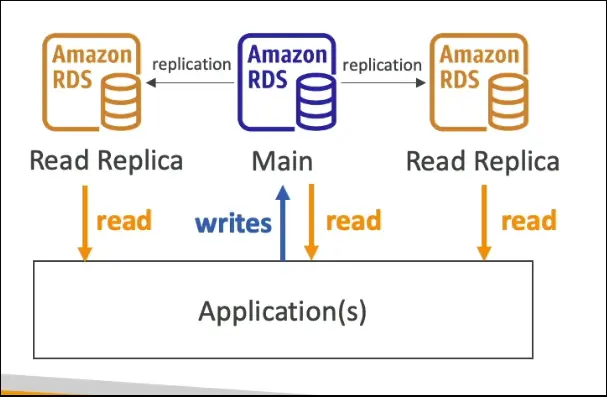 Amazon
RDS
replication
Amazon
RDS
replication
Amazon
RDS
Read Replica
Main
Read Replica
read
writes
read
read
Application(s)